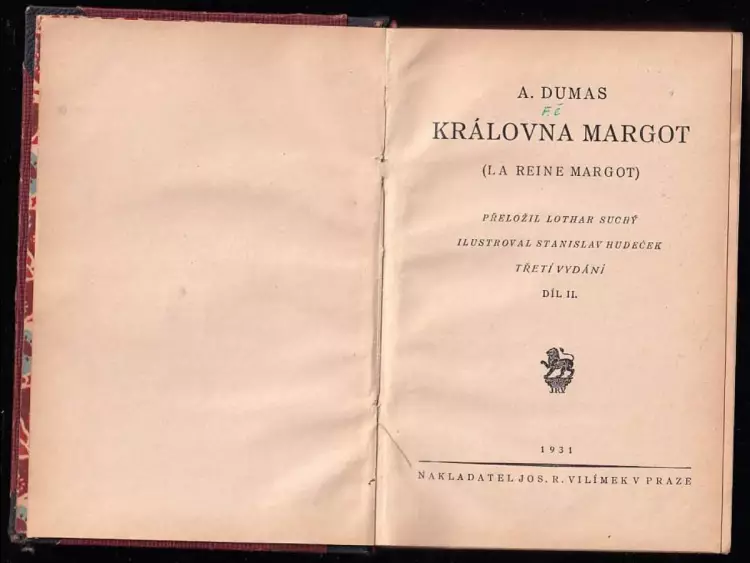 A. DUMAS
F. č
KRÁLOVNA MARGOT
(LA REINE MARGOT)
PŘELOŽIL LOTHAR SUCHÝ
ILUSTROVAL STANISLAV HUDEČEK
TŘETÍ VYDÁNÍ
DÍL II.
JRV
1931
NAKLADATEL JOS. R. VILÍMEK V PRAZE